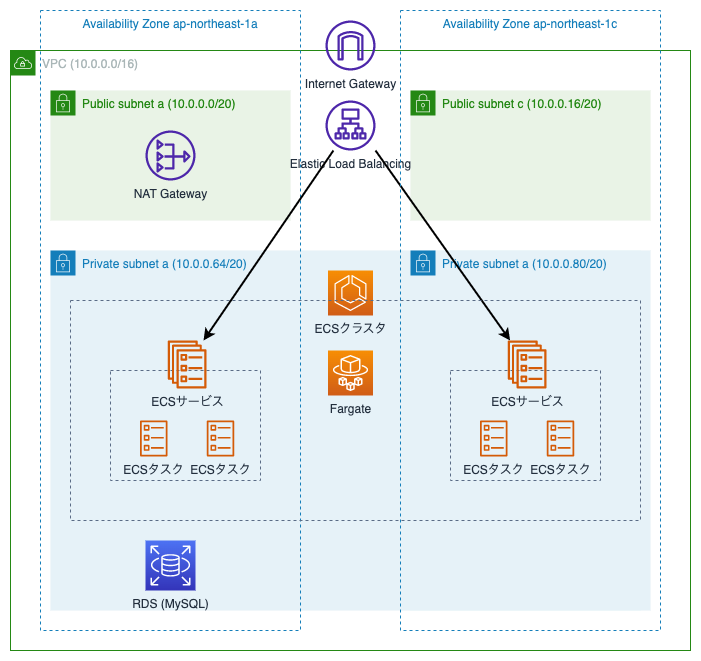 Availability Zone ap-northeast-1a
Availability Zone ap-northeast-1c
VPC (10.0.0.0/16)
Internet Gateway
Public subnet a (10.0.0.0/20)
Public subnet c (10.0.0.16/20)
Elastic Load Balancing
NAT Gateway
Private subnet a (10.0.0.64/20)
Private subnet a (10.0.0.80/20)
ECSクラスタ
ECSサービス
Fargate
ECSサービス
ECSタスク ECSタスク
ECSタスク ECSタスク
RDS (MySQL)